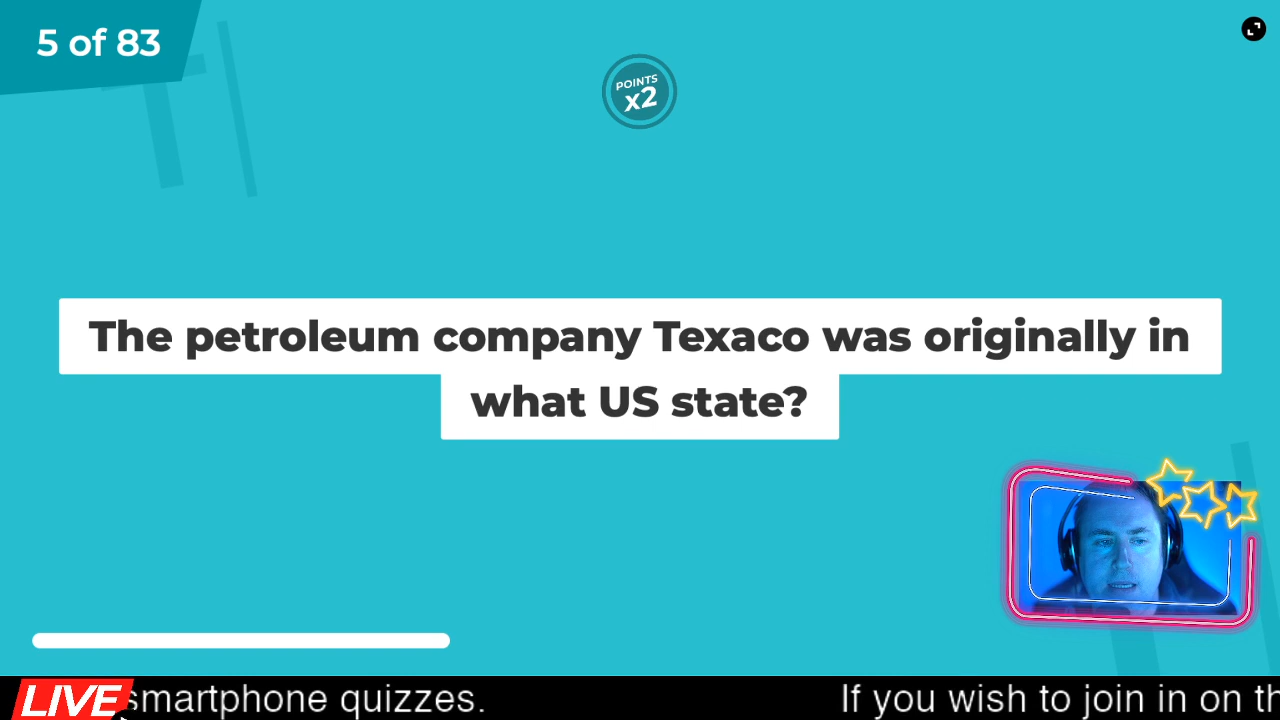 5 of 83
POINTS
x2
The petroleum company Texaco was originally in
what US state?
LIVE
smartphone quizzes.
If you wish to join in on th